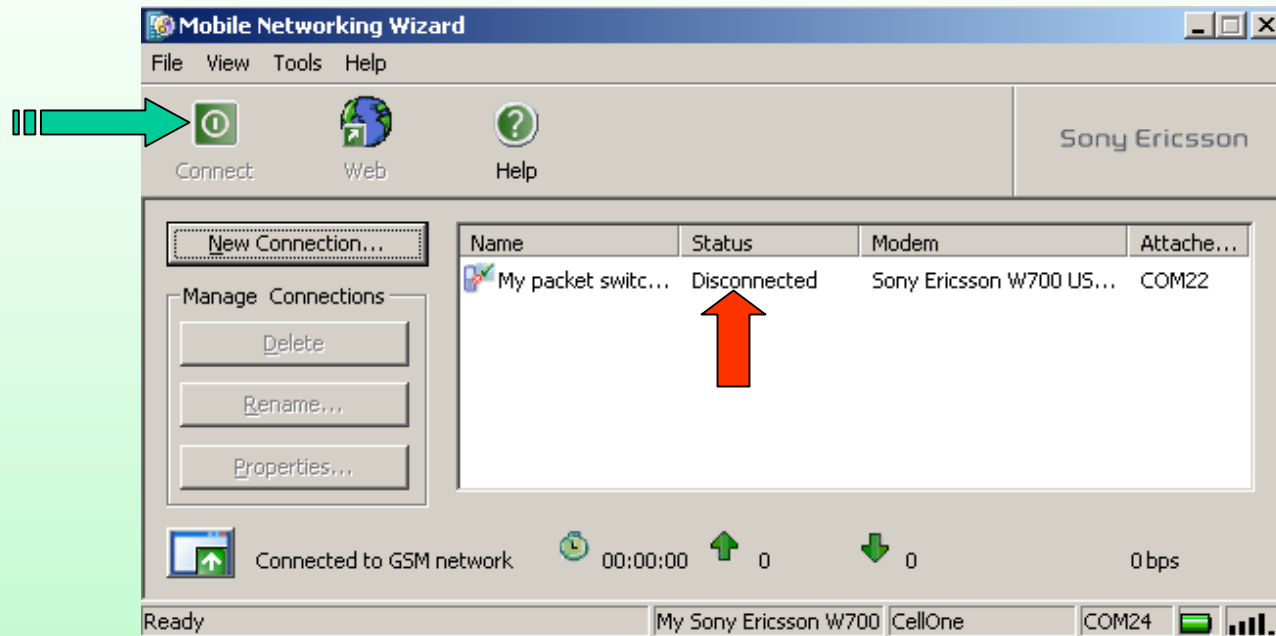 Mobile Networking Wizard
File View Tools Help
Connect Web Help
Sony Ericsson
New Connection...
Name Status Modem Attache...
My packet switc... Disconnected Sony Ericsson W700 US... COM22
Manage Connections
Delete
Rename...
Properties...
Connected to GSM network 00:00:00 0 0 0 bps
Ready My Sony Ericsson W700 CellOne COM24